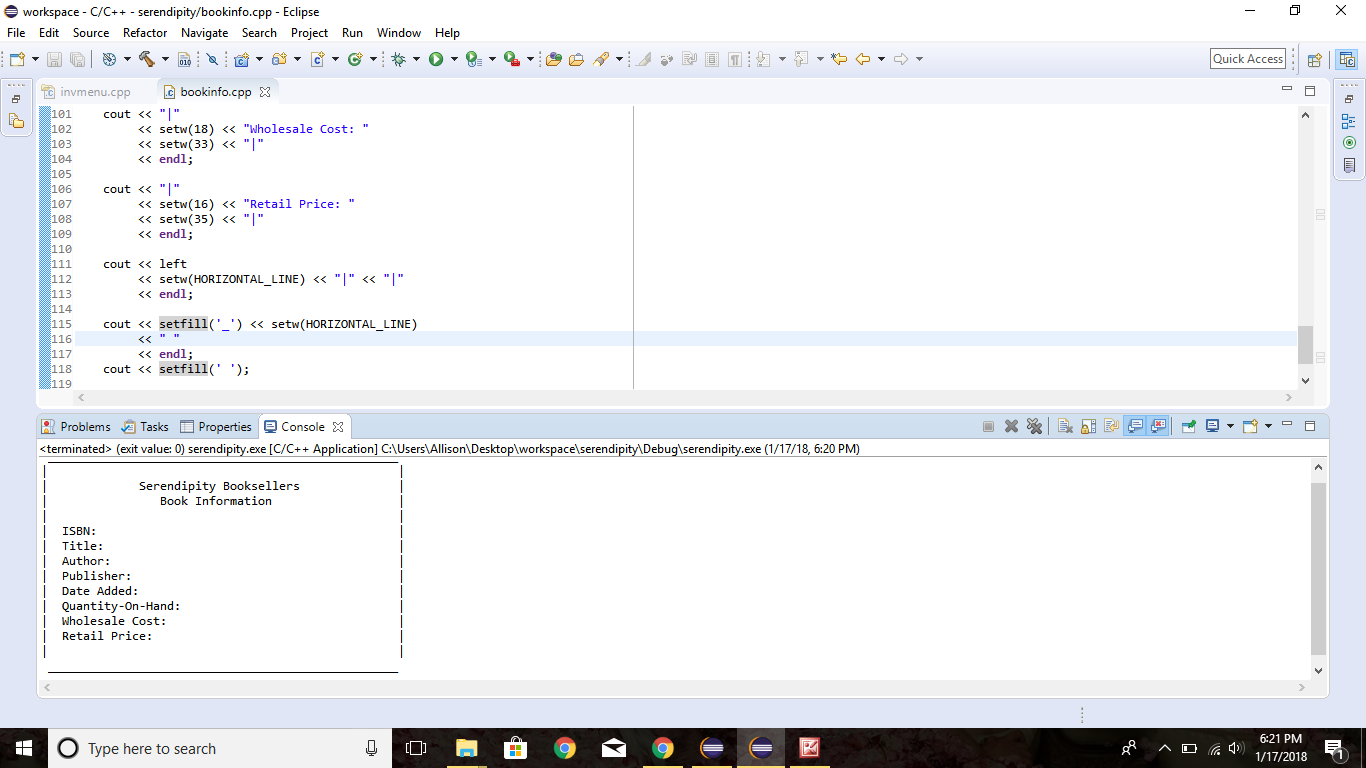 workspace - C/C++ - serendipity/bookinfo.cpp - Eclipse
File Edit Source Refactor Navigate Search Project Run Window Help
Quick Access
invmenu.cpp bookinfo.cpp
101 cout << "|"
102 << setw(18) << "Wholesale Cost: "
103 << setw(33) << "|"
104 << endl;
105
106 cout << "|"
107 << setw(16) << "Retail Price: "
108 << setw(35) << "|"
109 << endl;
110
111 cout << left
112 << setw(HORIZONTAL_LINE) << "|" << "|"
113 << endl;
114
115 cout << setfill('_') << setw(HORIZONTAL_LINE)
116 << " "
117 << endl;
118 cout << setfill(' ');
119
Problems Tasks Properties Console
<terminated> (exit value: 0) serendipity.exe [C/C++ Application] C:\Users\Allison\Desktop\workspace\serendipity\Debug\serendipity.exe (1/17/18, 6:20 PM)
| |
| Serendipity Booksellers |
| Book Information |
| |
| ISBN: |
| Title: |
| Author: |
| Publisher: |
| Date Added: |
| Quantity-On-Hand: |
| Wholesale Cost: |
| Retail Price: |
| |
__________________________________________________
Type here to search
6:21 PM
1/17/2018
1